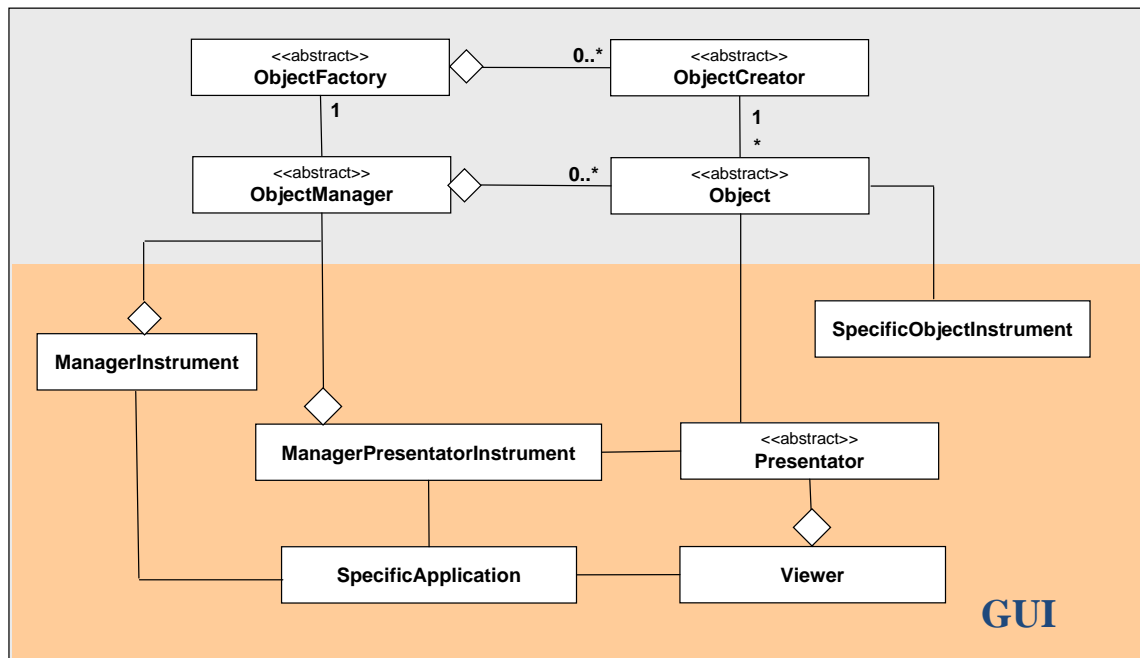 <<abstract>>
ObjectFactory
0..*
<<abstract>>
ObjectCreator
1
1
*
<<abstract>>
ObjectManager
0..*
<<abstract>>
Object
SpecificObjectInstrument
ManagerInstrument
ManagerPresentatorInstrument
<<abstract>>
Presentator
SpecificApplication
Viewer
GUI